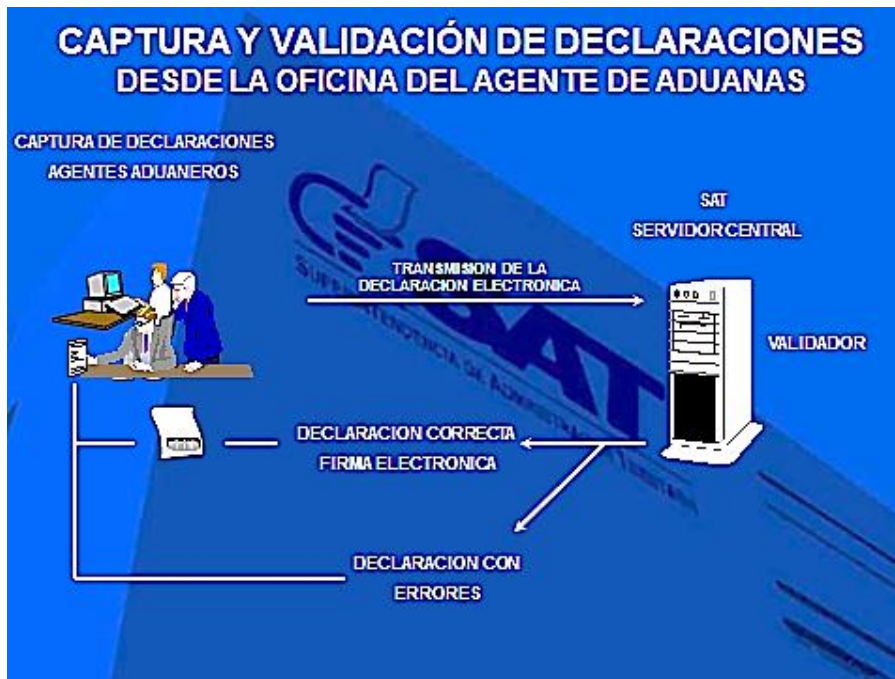 CAPTURA Y VALIDACIÓN DE DECLARACIONES
DESDE LA OFICINA DEL AGENTE DE ADUANAS
CAPTURA DE DECLARACIONES
AGENTES ADUANEROS
SAT
SERVIDOR CENTRAL
TRANSMISION DE LA
DECLARACION ELECTRONICA
VALIDADOR
DECLARACION CORRECTA
FIRMA ELECTRONICA
DECLARACION CON
ERRORES
SAT